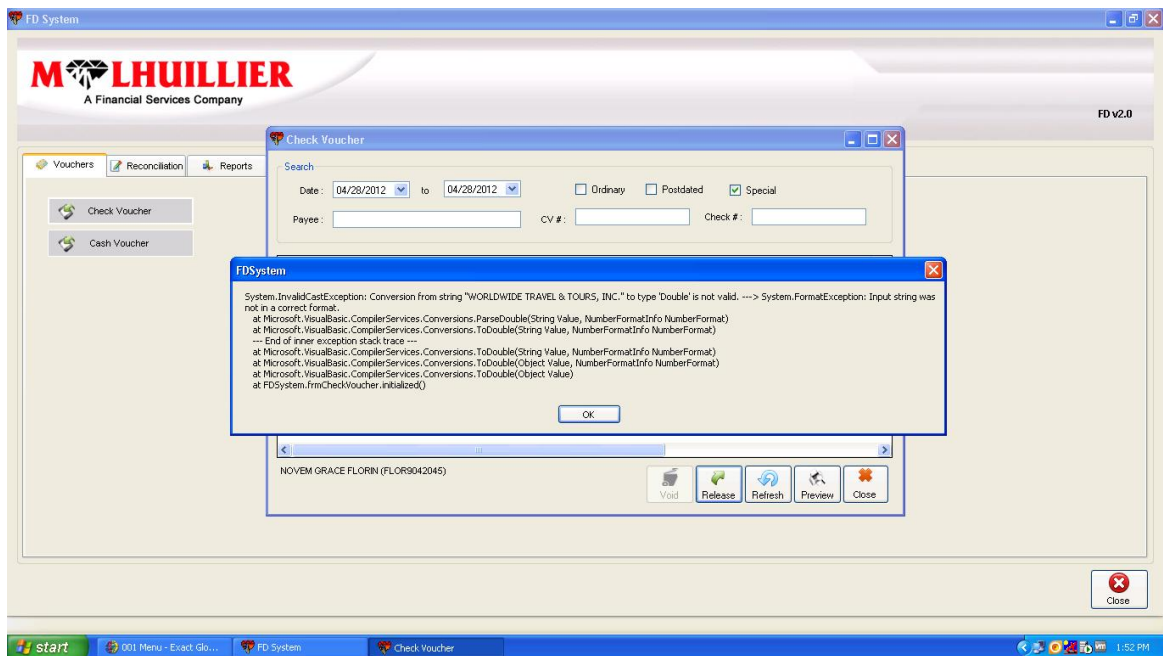 FD System
M LHUILLIER
A Financial Services Company
FD v2.0
Vouchers
Reconciliation
Reports
Check Voucher
Cash Voucher
Check Voucher
Search
Date : 04/28/2012 to 04/28/2012 Ordinary Postdated Special
Payee : CV # : Check # :
FDSystem
System.InvalidCastException: Conversion from string "WORLDWIDE TRAVEL & TOURS, INC." to type 'Double' is not valid. ---> System.FormatException: Input string was
not in a correct format.
at Microsoft.VisualBasic.CompilerServices.Conversions.ParseDouble(String Value, NumberFormatInfo NumberFormat)
at Microsoft.VisualBasic.CompilerServices.Conversions.ToDouble(String Value, NumberFormatInfo NumberFormat)
--- End of inner exception stack trace ---
at Microsoft.VisualBasic.CompilerServices.Conversions.ToDouble(String Value, NumberFormatInfo NumberFormat)
at Microsoft.VisualBasic.CompilerServices.Conversions.ToDouble(Object Value, NumberFormatInfo NumberFormat)
at Microsoft.VisualBasic.CompilerServices.Conversions.ToDouble(Object Value)
at FDSystem.frmCheckVoucher.initialized()
OK
NOVEM GRACE FLORIN (FLOR9042045)
Void Release Refresh Preview Close
Close
start
001 Menu - Exact Glo...
FD System
Check Voucher
1:52 PM